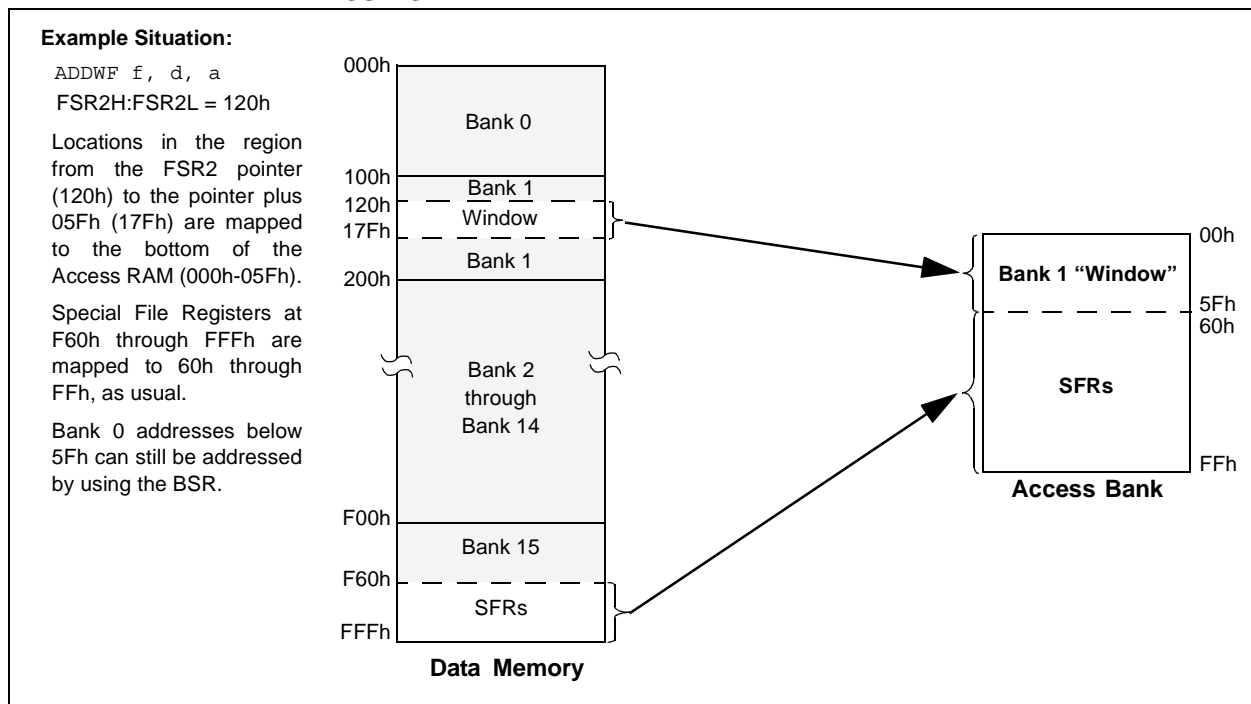 Example Situation:
ADDWF f, d, a
FSR2H:FSR2L = 120h
Locations in the region
from the FSR2 pointer
(120h) to the pointer plus
05Fh (17Fh) are mapped
to the bottom of the
Access RAM (000h-05Fh).
Special File Registers at
F60h through FFFh are
mapped to 60h through
FFh, as usual.
Bank 0 addresses below
5Fh can still be addressed
by using the BSR.
000h
Bank 0
100h
Bank 1
120h
Window
17Fh
Bank 1
200h
Bank 2
through
Bank 14
F00h
Bank 15
F60h
SFRs
FFFh
Data Memory
00h
Bank 1 “Window”
5Fh
60h
SFRs
FFh
Access Bank